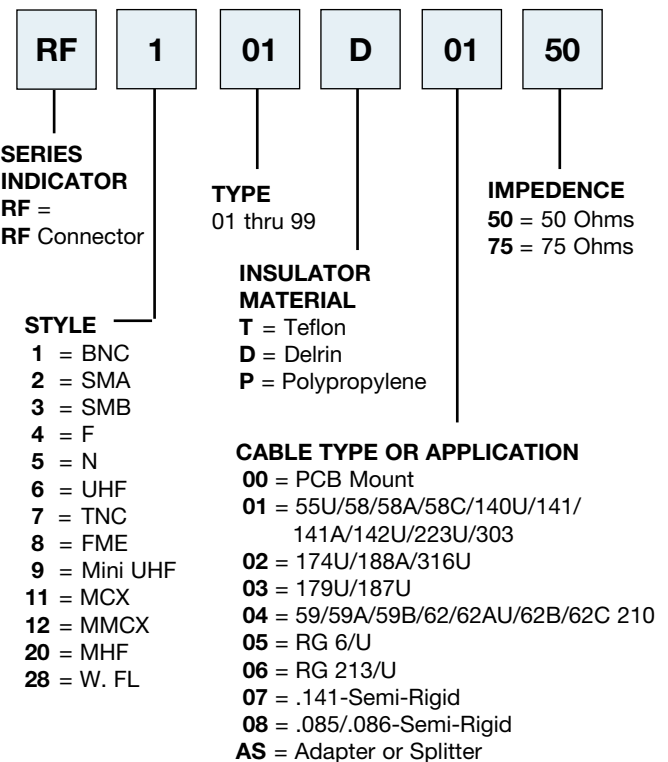 RF 1 01 D 01 50
SERIES
INDICATOR
RF =
RF Connector
TYPE
01 thru 99
IMPEDENCE
50 = 50 Ohms
75 = 75 Ohms
INSULATOR
MATERIAL
T = Teflon
D = Delrin
P = Polypropylene
STYLE
1 = BNC
2 = SMA
3 = SMB
4 = F
5 = N
6 = UHF
7 = TNC
8 = FME
9 = Mini UHF
11 = MCX
12 = MMCX
20 = MHF
28 = W. FL
CABLE TYPE OR APPLICATION
00 = PCB Mount
01 = 55U/58/58A/58C/140U/141/
141A/142U/223U/303
02 = 174U/188A/316U
03 = 179U/187U
04 = 59/59A/59B/62/62AU/62B/62C 210
05 = RG 6/U
06 = RG 213/U
07 = .141-Semi-Rigid
08 = .085/.086-Semi-Rigid
AS = Adapter or Splitter